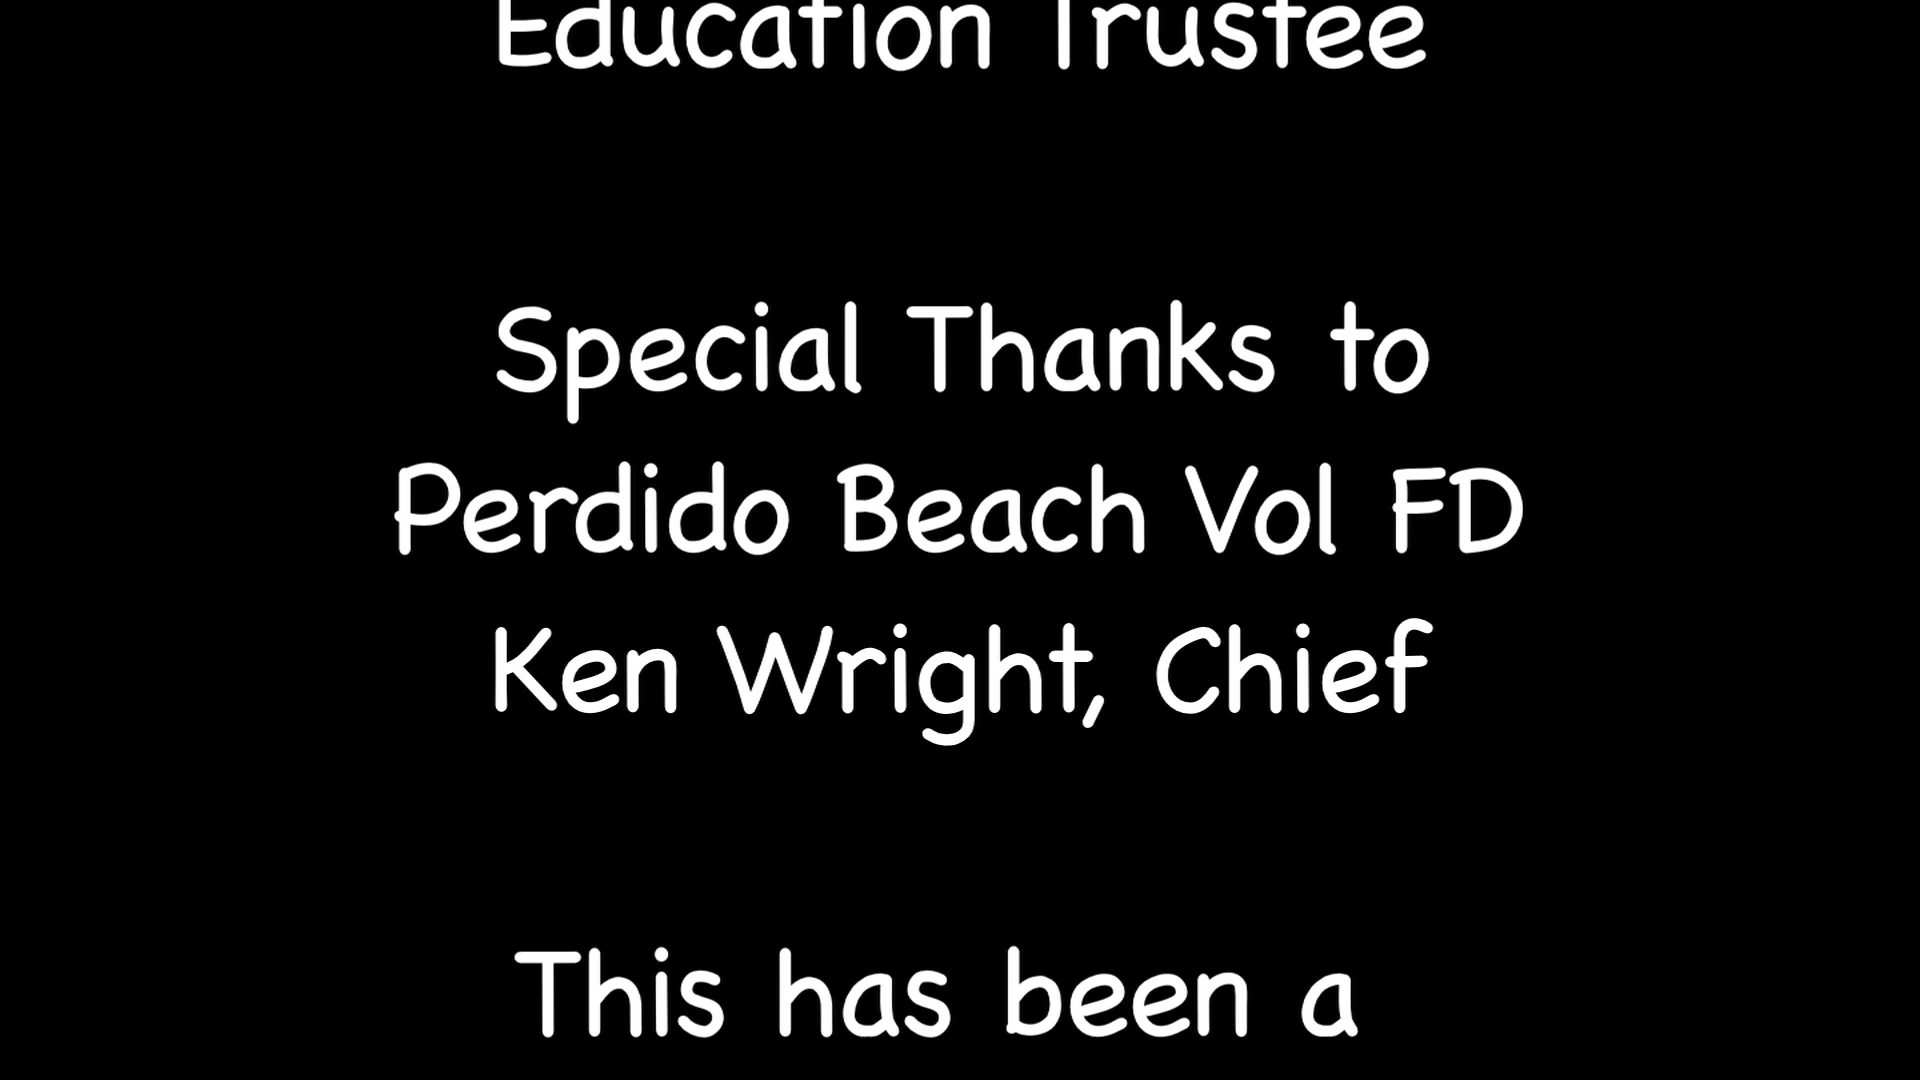 Education Trustee
Special Thanks to
Perdido Beach Vol FD
Ken Wright, Chief
This has been a